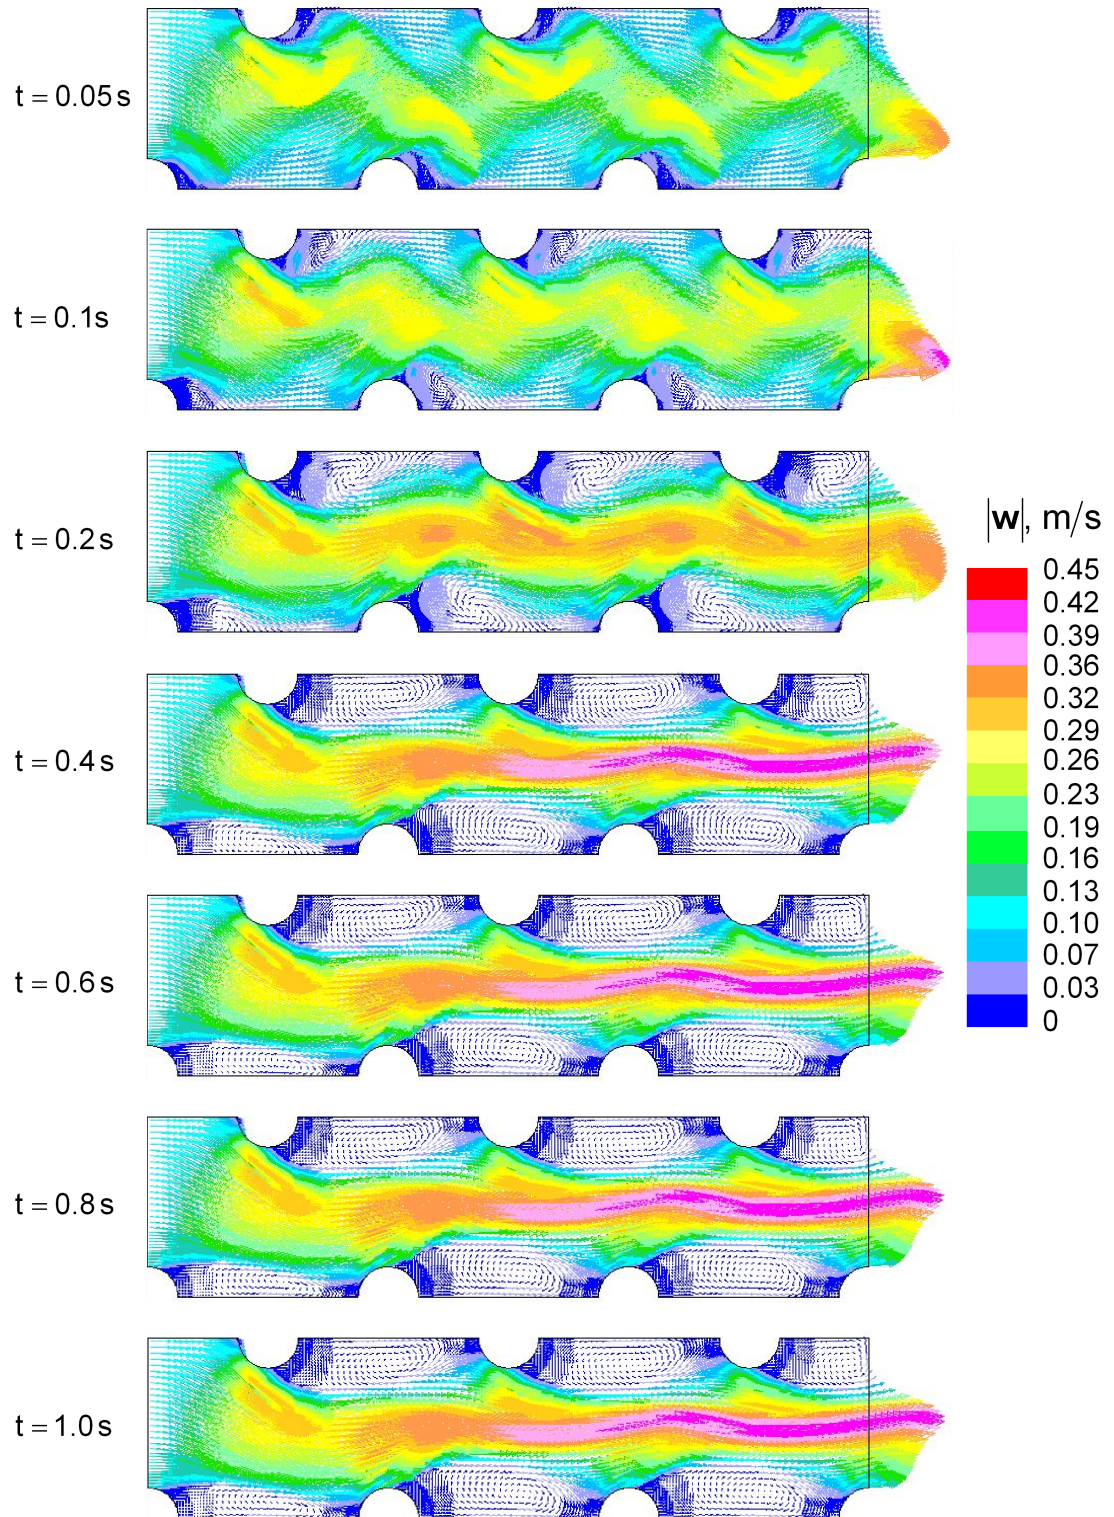 t = 0.05 s
t = 0.1s
t = 0.2 s
|w|, m/s
0.45
0.42
0.39
0.36
0.32
0.29
0.26
0.23
0.19
0.16
0.13
0.10
0.07
0.03
0
t = 0.4 s
t = 0.6 s
t = 0.8 s
t = 1.0 s